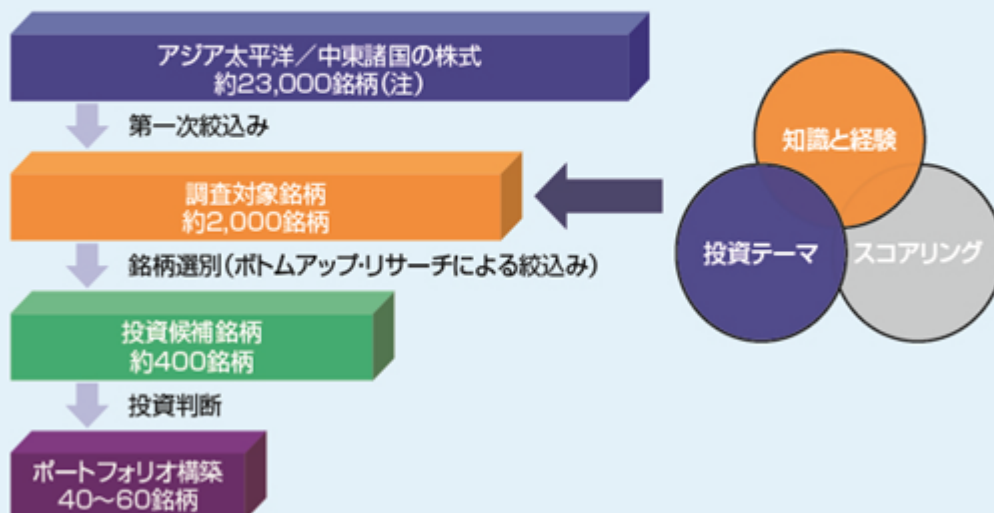 アジア太平洋／中東諸国の株式
約23,000銘柄(注)
第一次絞込み
調査対象銘柄
約2,000銘柄
銘柄選別(ボトムアップ・リサーチによる絞込み)
投資候補銘柄
約400銘柄
投資判断
ポートフォリオ構築
40〜60銘柄
知識と経験
投資テーマ
スコアリング